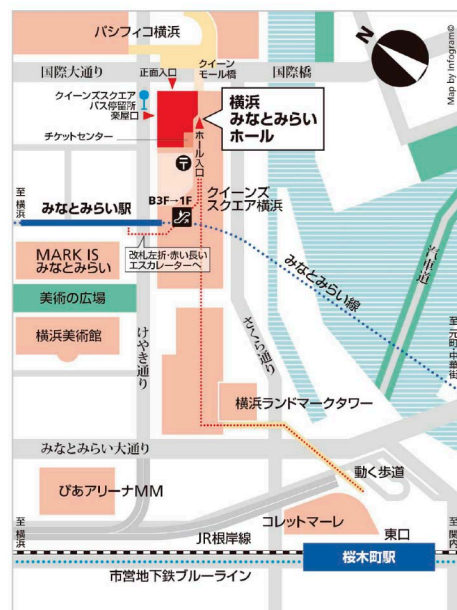 パシフィコ横浜
クイーン
モール橋
国際大通り
正面入口
国際橋
N
Map by Infogram©
クイーンズスクエア
バス停留所
楽屋口
横浜
みなとみらい
ホール
チケットセンター
ホール入口
至横浜
B3F→1F
クイーンズ
スクエア横浜
みなとみらい駅
改札左折・赤い長い
エスカレーターへ
MARK IS
みなとみらい
みなとみらい線
汽車道
美術の広場
けやき通り
さくら通り
至元町・中華街
横浜美術館
横浜ランドマークタワー
みなとみらい大通り
動く歩道
ぴあアリーナMM
コレットマーレ
至横浜
JR根岸線
東口
至関内
桜木町駅
市営地下鉄ブルーライン